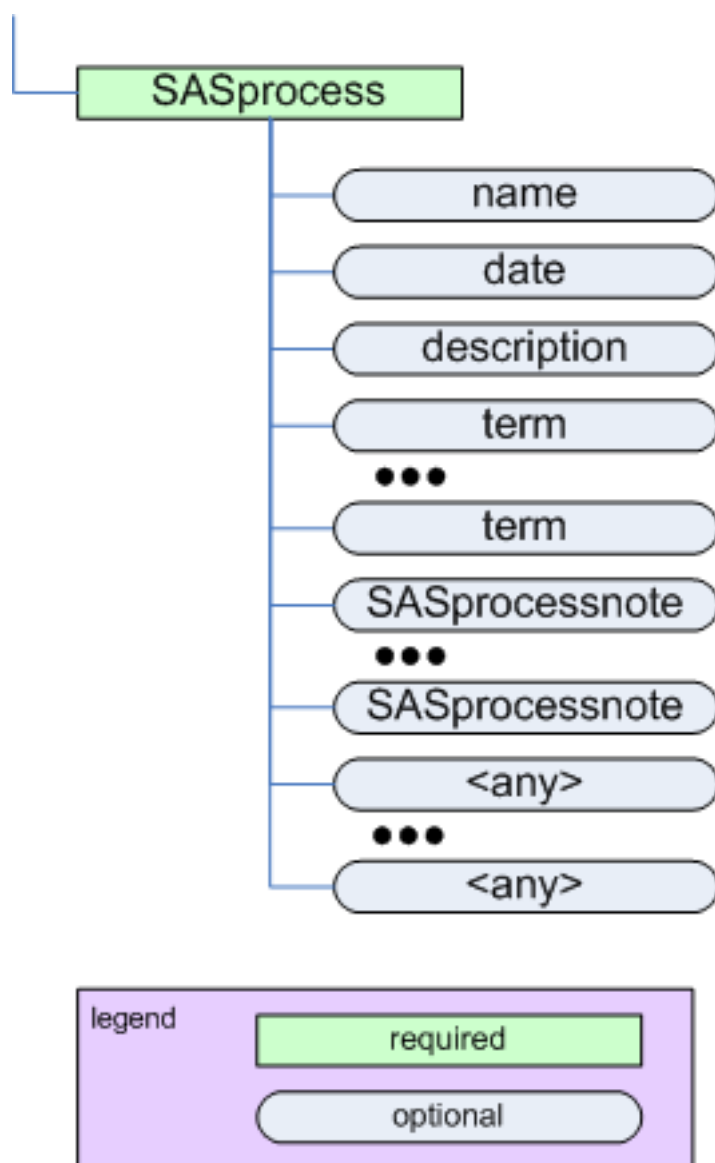 SASprocess
name
date
description
term
●●●
term
SASprocessnote
●●●
SASprocessnote
<any>
●●●
<any>
legend
required
optional